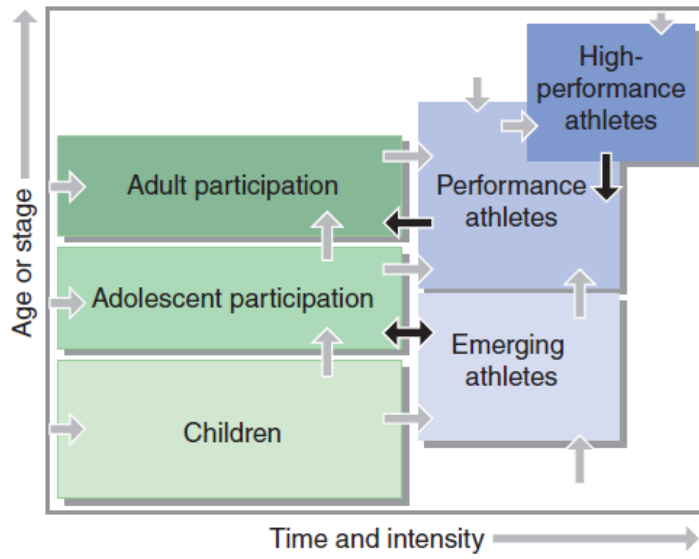 High-
performance
athletes
Adult participation
Performance
athletes
Adolescent participation
Emerging
athletes
Children
Age or stage
Time and intensity